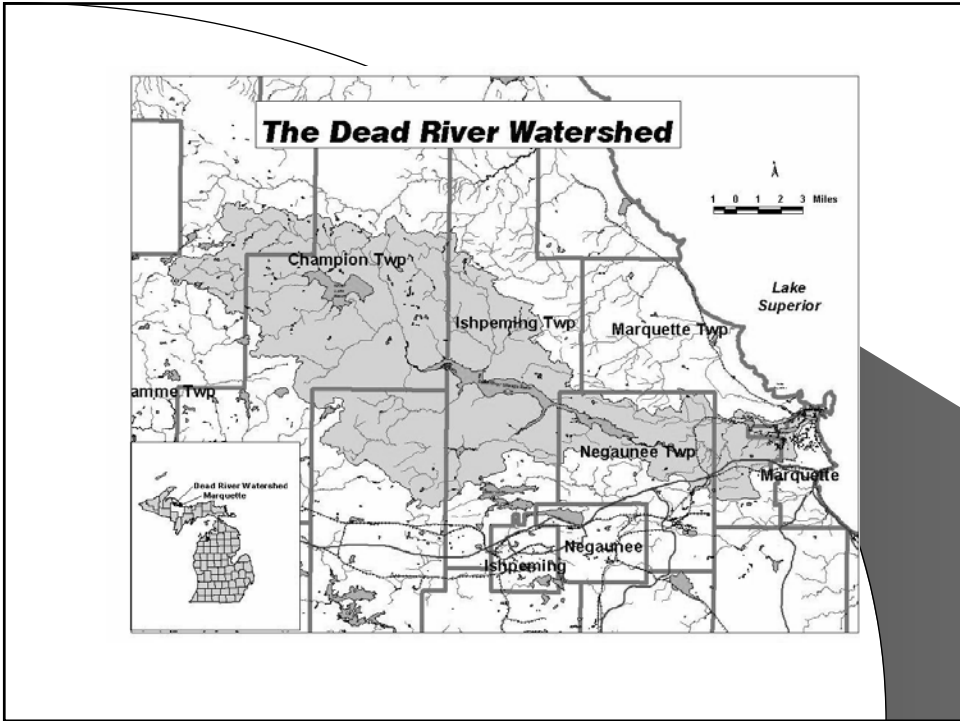 The Dead River Watershed
1 0 1 2 3 Miles
Champion Twp
Lake
Superior
Ishpeming Twp
Marquette Twp
amme Twp
Negaunee Twp
Marquette
Dead River Watershed
Marquette
Negaunee
Ishpeming